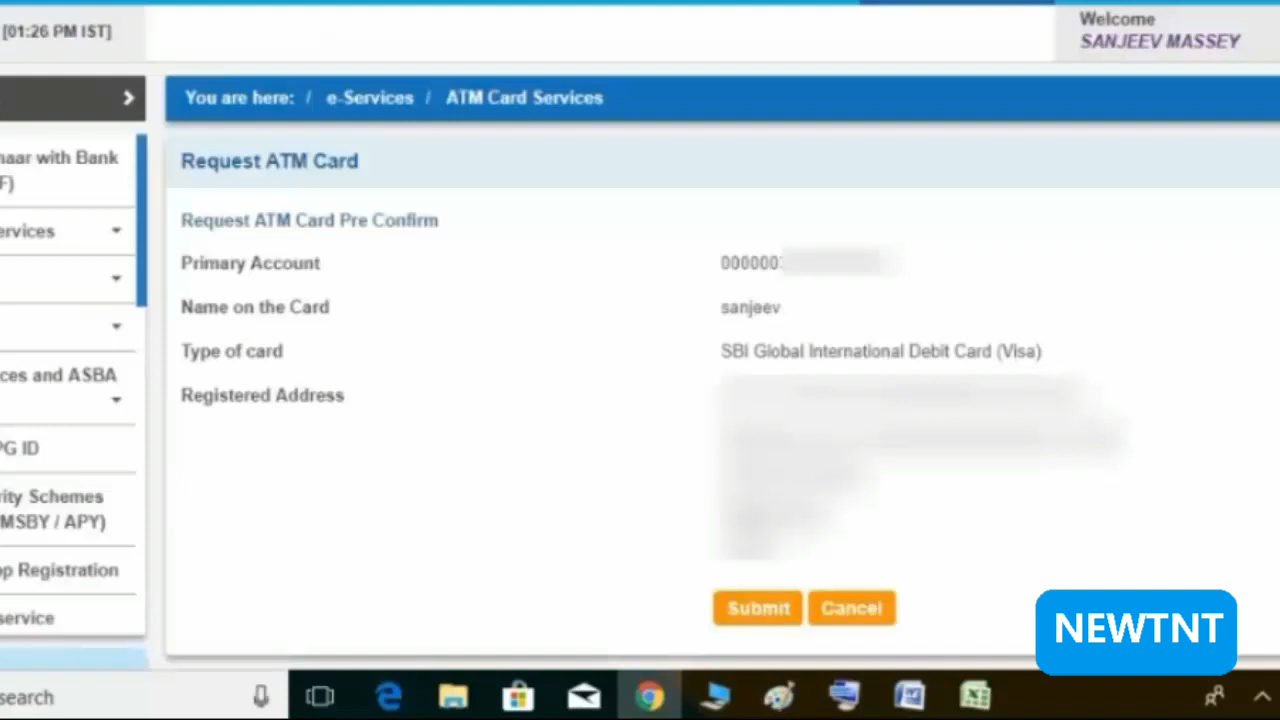 [01:26 PM IST]
Welcome
SANJEEV MASSEY
You are here: / e-Services / ATM Card Services
haar with Bank
F)
ervices
ces and ASBA
PG ID
rity Schemes
MSBY / APY)
op Registration
service
Request ATM Card
Request ATM Card Pre Confirm
Primary Account 000000
Name on the Card sanjeev
Type of card SBI Global International Debit Card (Visa)
Registered Address
Submit Cancel
NEWTNT
search